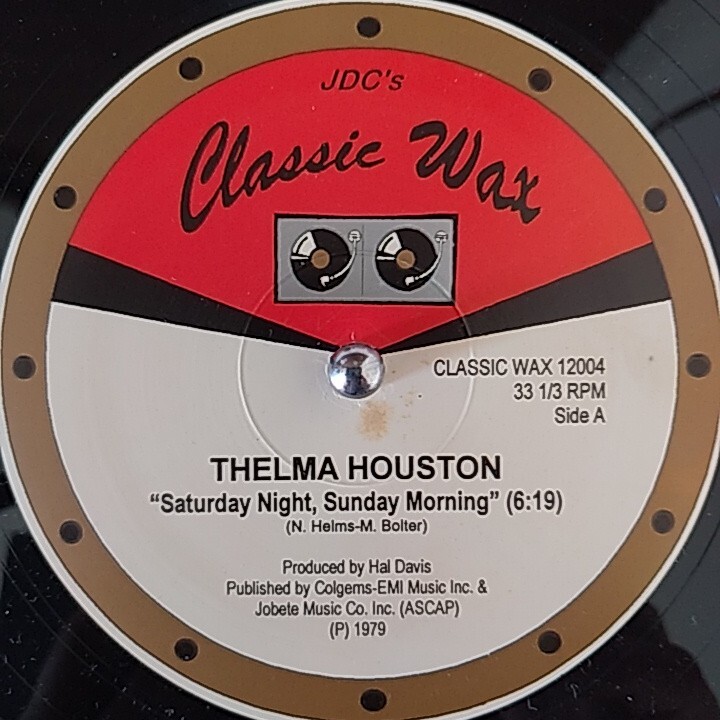 JDC's
Classic Wax
CLASSIC WAX 12004
33 1/3 RPM
Side A
THELMA HOUSTON
“Saturday Night, Sunday Morning” (6:19)
(N. Helms-M. Bolter)
Produced by Hal Davis
Published by Colgems-EMI Music Inc. &
Jobete Music Co. Inc. (ASCAP)
(P) 1979